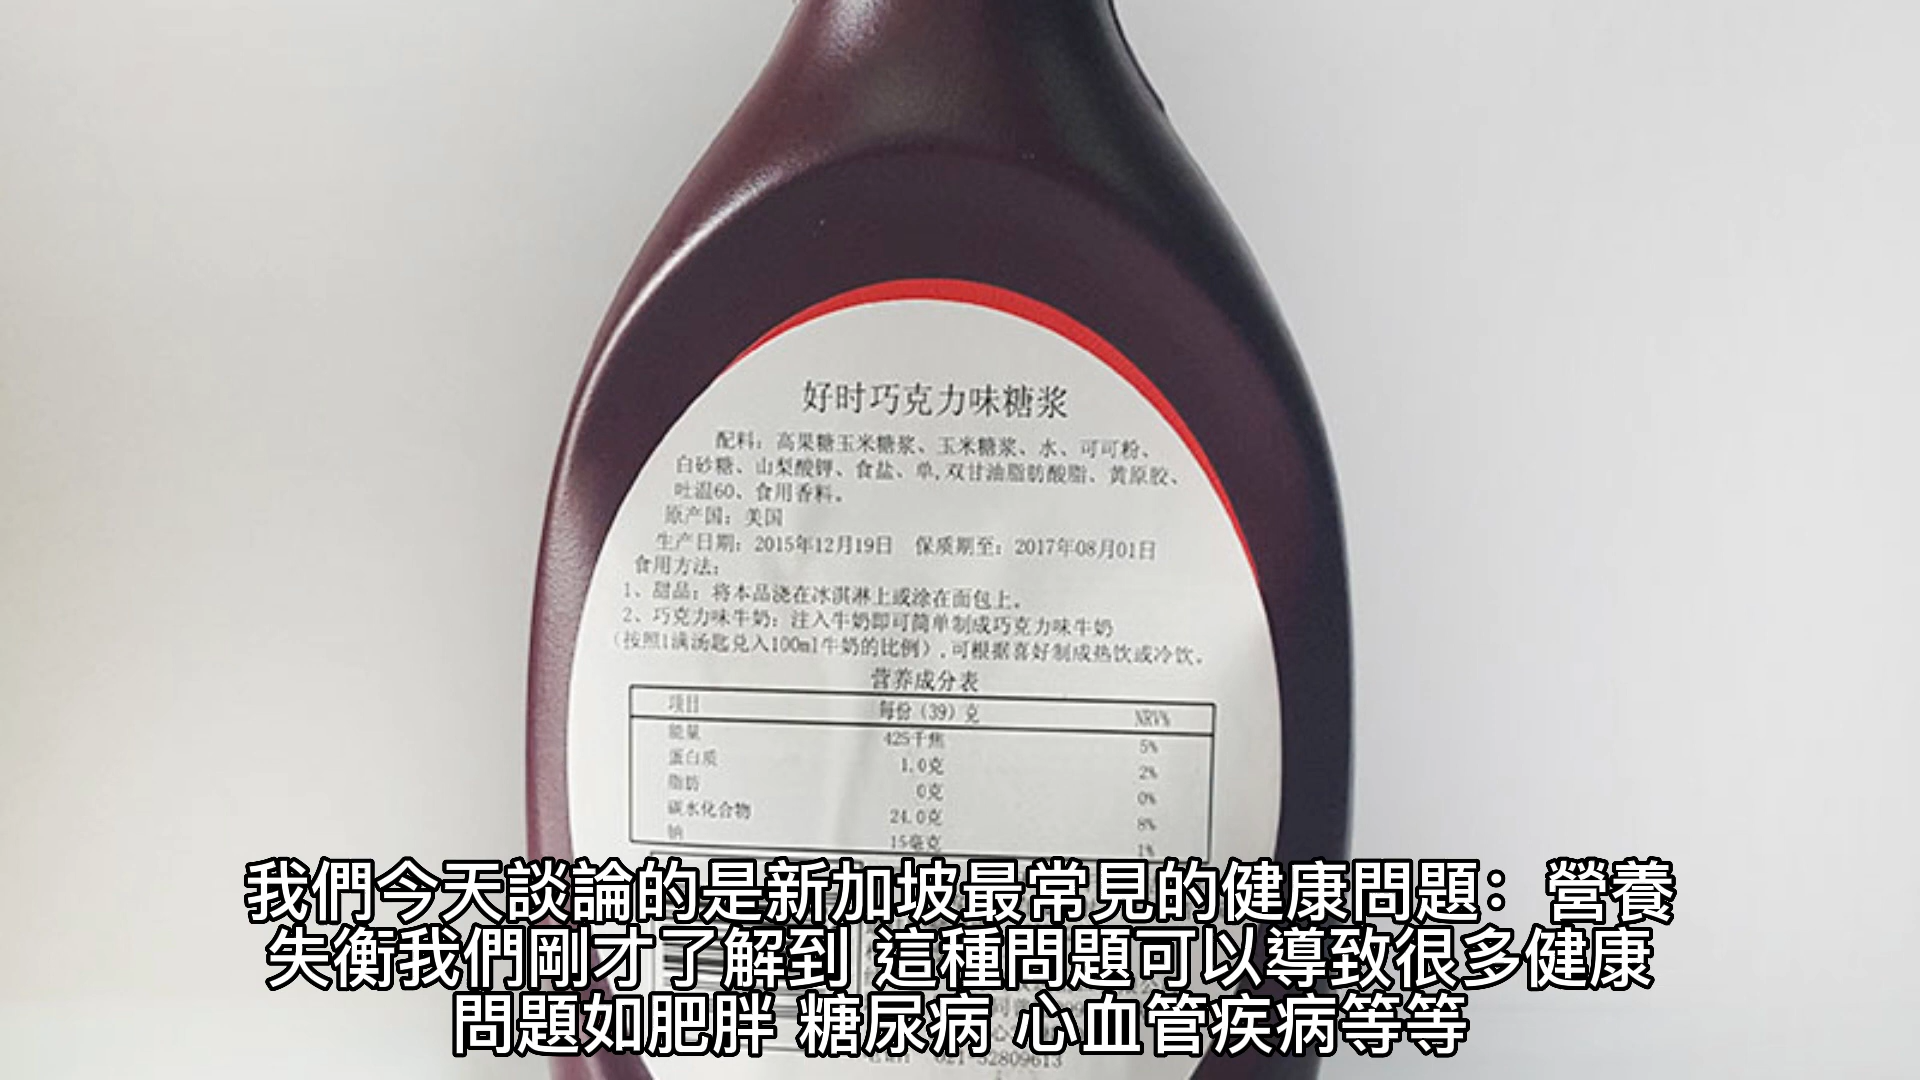 好时巧克力味糖浆
配料：高果糖玉米糖浆、玉米糖浆、水、可可粉、
白砂糖、山梨酸钾、食盐、单,双甘油脂肪酸脂、黄原胶、
吐温60、食用香料。
原产国：美国
生产日期：2015年12月19日 保质期至：2017年08月01日
食用方法：
1、甜品：将本品浇在冰淇淋上或涂在面包上。
2、巧克力味牛奶：注入牛奶即可简单制成巧克力味牛奶
（按照1满汤匙兑入100ml牛奶的比例）,可根据喜好制成热饮或冷饮。
营养成分表
项目 每份（39）克 NRV%
能量 425千焦 5%
蛋白质 1.0克 2%
脂肪 0克 0%
碳水化合物 24.0克 8%
钠 15毫克 1%
我們今天談論的是新加坡最常見的健康問題：營養
失衡我們剛才了解到 這種問題可以導致很多健康
問題如肥胖 糖尿病 心血管疾病等等